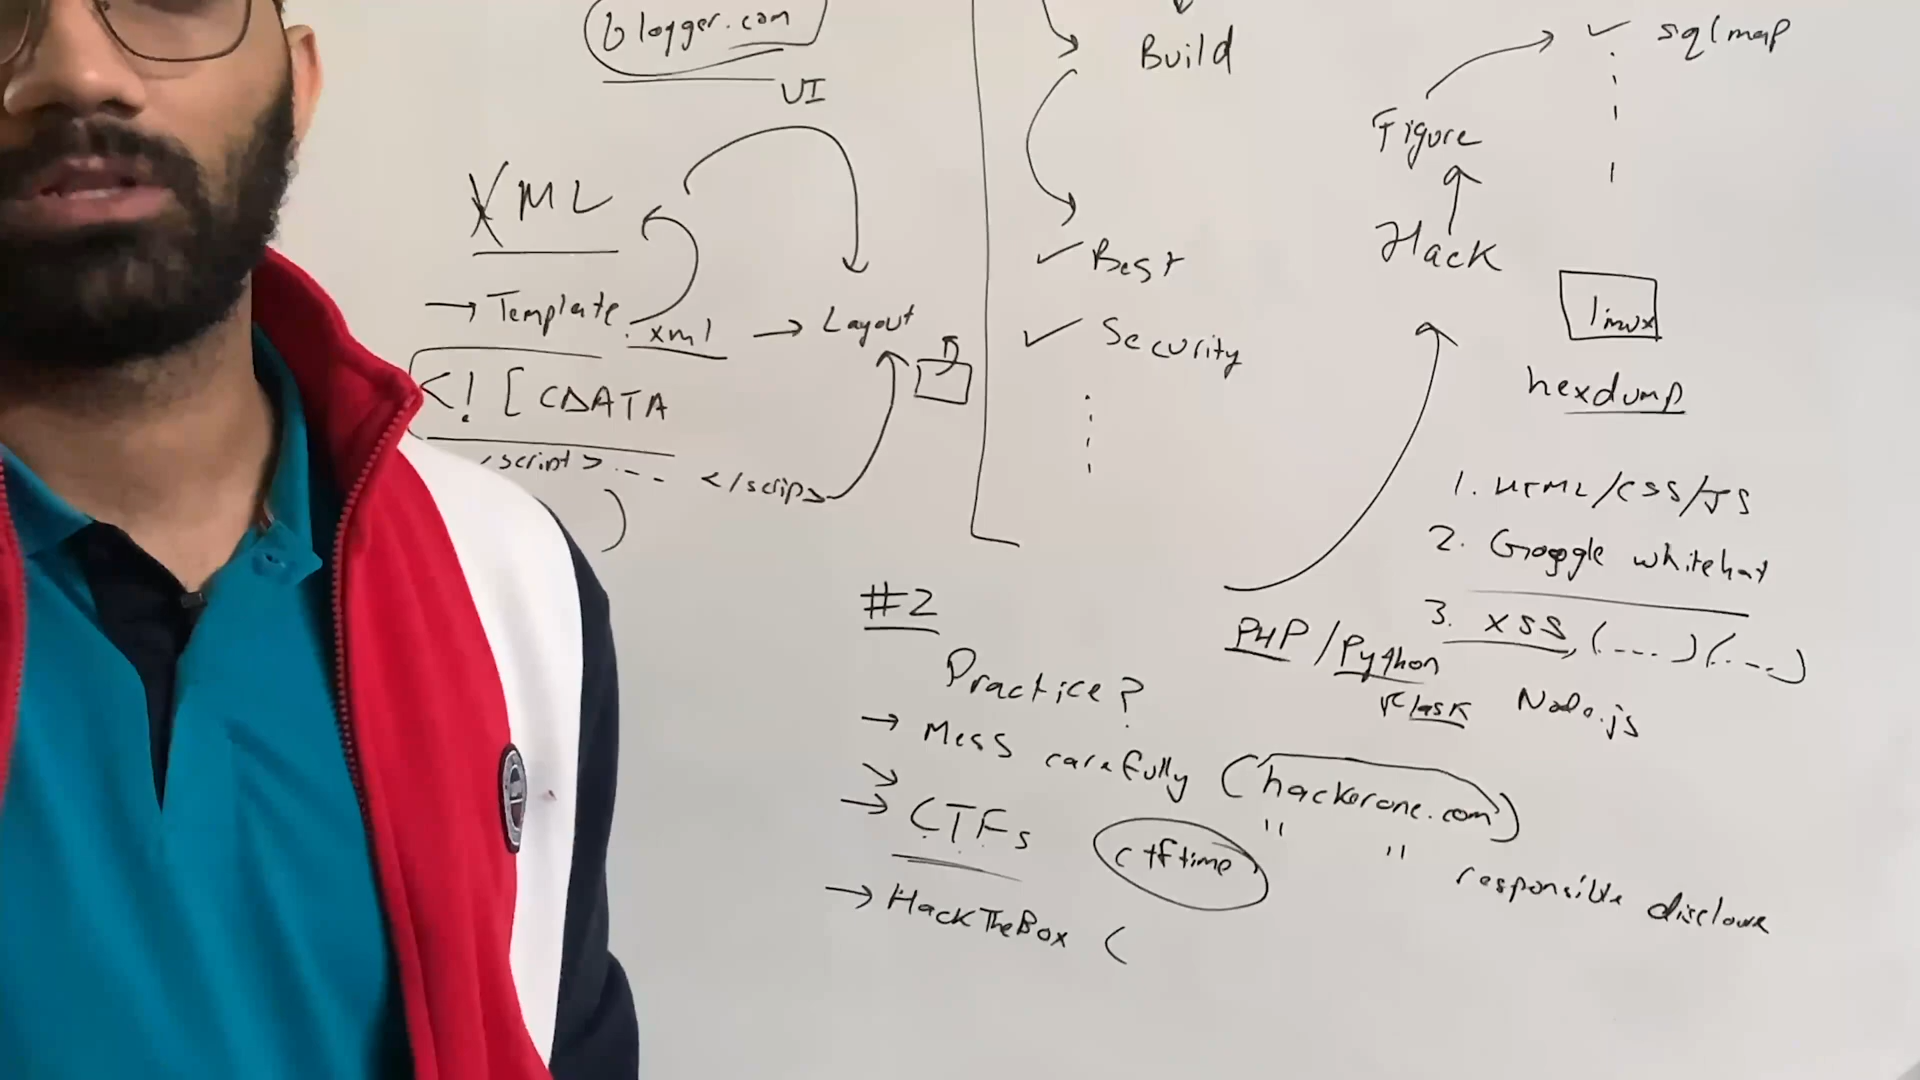 blogger.com
UI
XML
→ Template.xml → Layout
<![CDATA
<script> ... </scrip>
)
Build
✓ Best
✓ Security
✓ sqlmap
Figure
Hack
linux
hexdump
1. HTML/CSS/JS
2. Google whitehat
3. XSS, (....) (....)
PHP / Python
Flask
Node.js
#2
Practice?
→ Mess carefully (hackerone.com)
" " responsible disclosure
→ CTFs ctftime
→ HackTheBox (